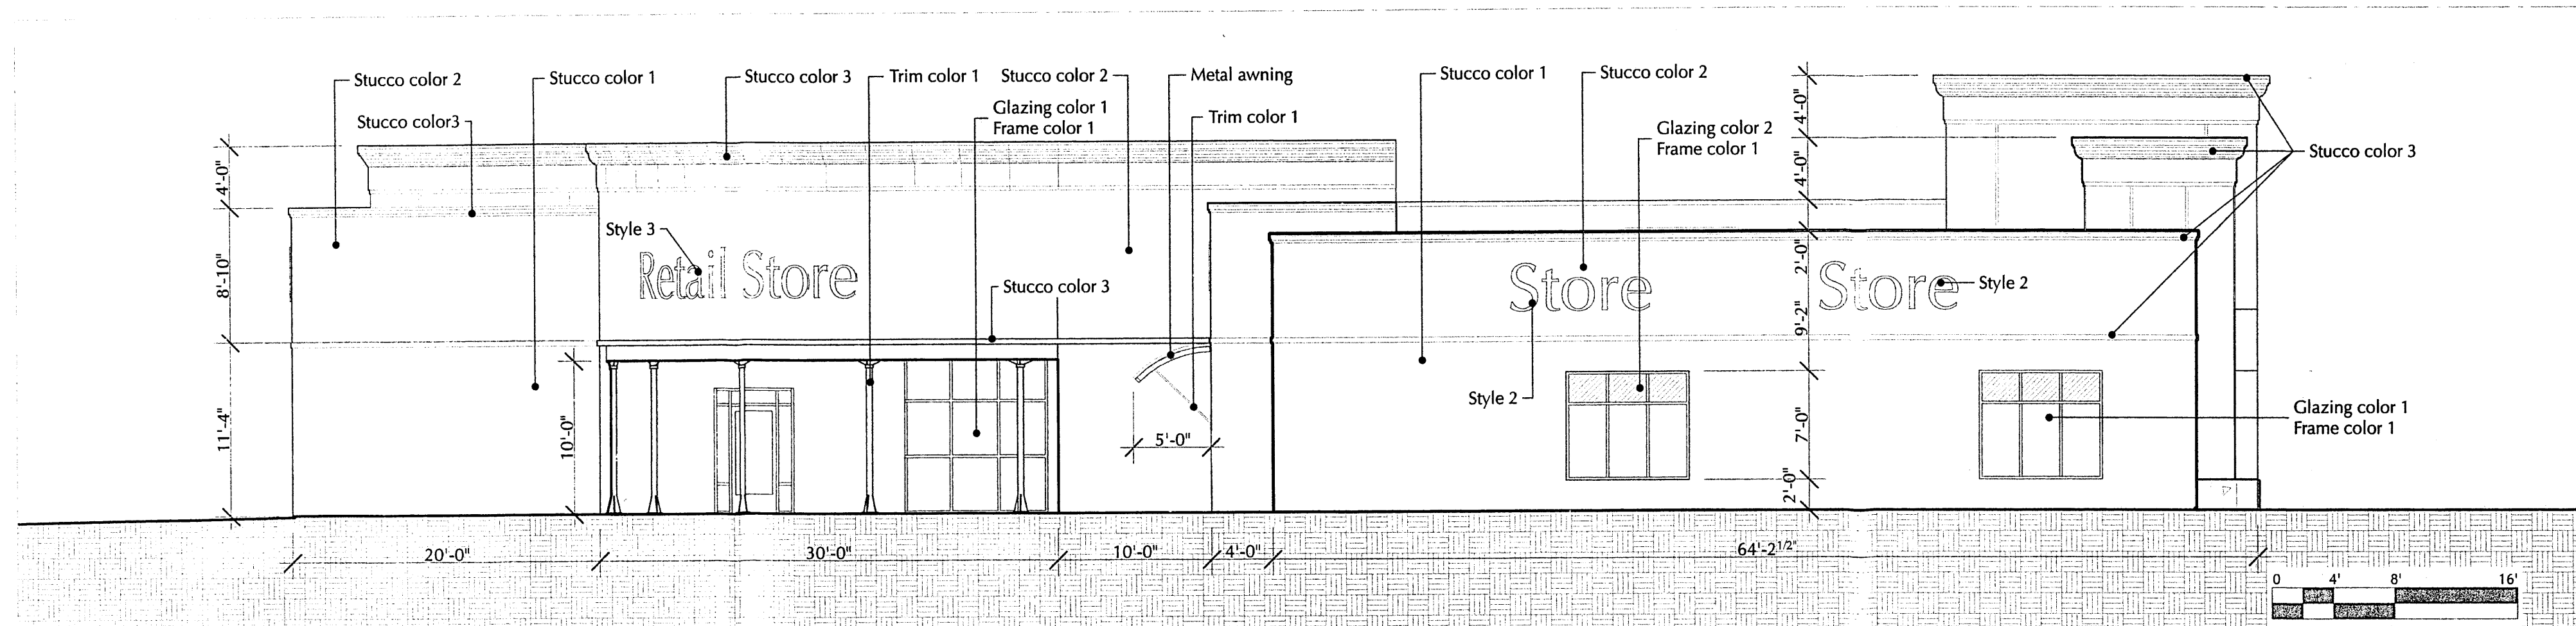 Stucco color 2
Stucco color 1
Stucco color 3
Trim color 1
Stucco color 2
Metal awning
Stucco color 1
Stucco color 2
Stucco color3
Glazing color 1
Frame color 1
Trim color 1
Glazing color 2
Frame color 1
Stucco color 3
4'-0"
4'-0"
4'-0"
Style 3
Retail Store
Stucco color 3
Store
Store
Style 2
Style 2
8'-10"
2'-0"
9'-2"
11'-4"
10'-0"
5'-0"
7'-0"
2'-0"
Glazing color 1
Frame color 1
20'-0"
30'-0"
10'-0"
4'-0"
64'-2 1/2"
0 4' 8' 16'